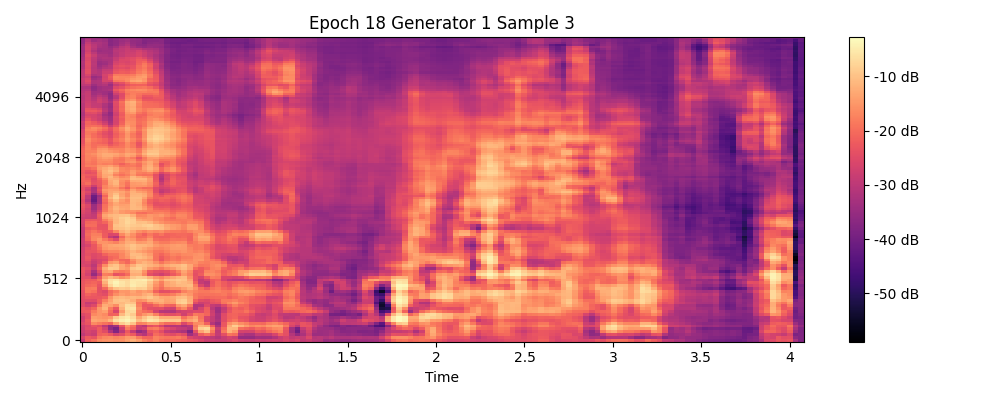 Epoch 18 Generator 1 Sample 3
Hz
4096
2048
1024
512
0
0 0.5 1 1.5 2 2.5 3 3.5 4
Time
-10 dB
-20 dB
-30 dB
-40 dB
-50 dB